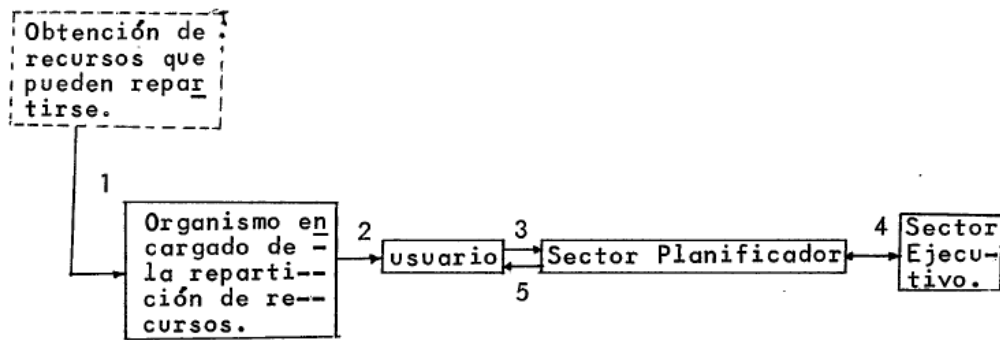 Obtención de
recursos que
pueden repar
tirse.
1
Organismo en
cargado de -
la reparti--
ción de re--
cursos.
2
usuario
3
5
Sector Planificador
4
Sector
Ejecu-
tivo.